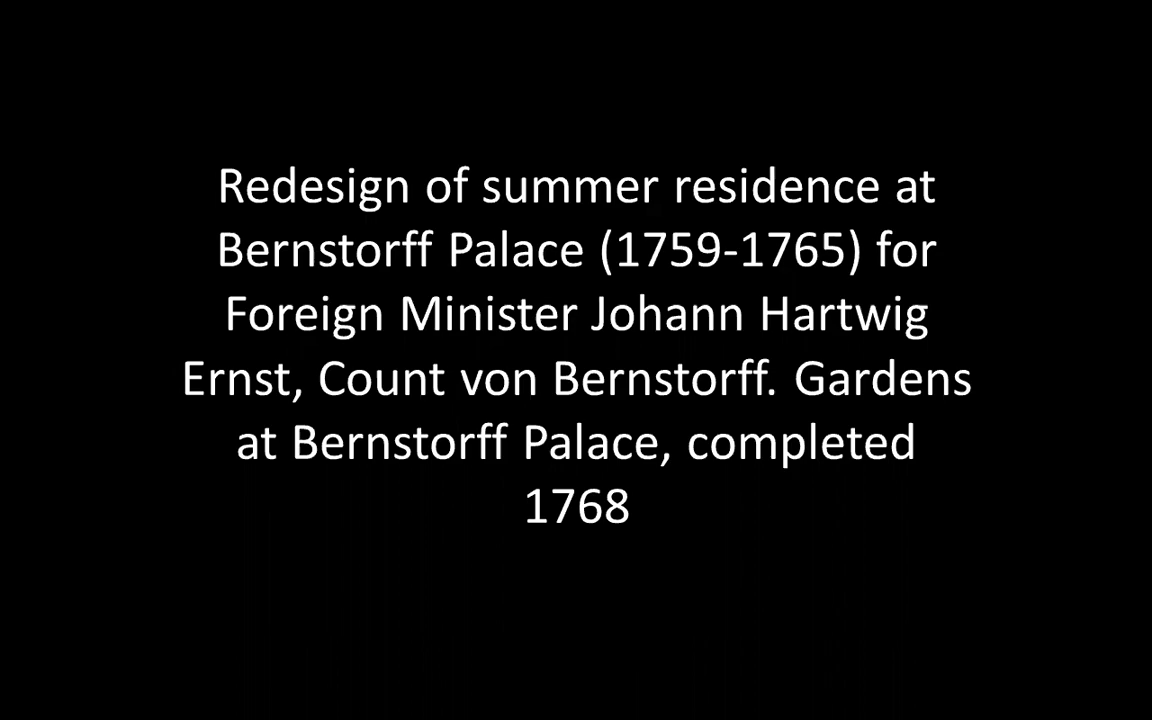 Redesign of summer residence at
Bernstorff Palace (1759-1765) for
Foreign Minister Johann Hartwig
Ernst, Count von Bernstorff. Gardens
at Bernstorff Palace, completed
1768